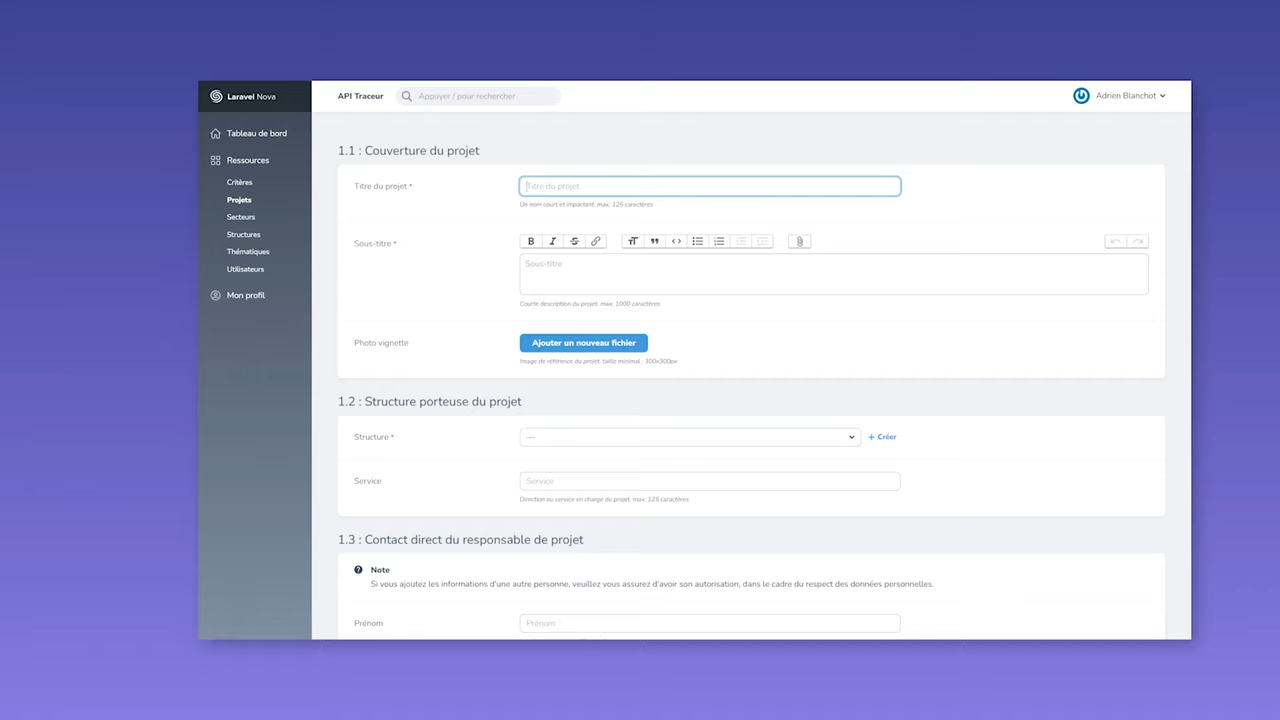 Laravel Nova
API Traceur
Appuyer / pour rechercher
Adrien Blanchot
Tableau de bord
Ressources
Critères
Projets
Secteurs
Structures
Thématiques
Utilisateurs
Mon profil
1.1 : Couverture du projet
Titre du projet *
Titre du projet
Un nom court et impactant. max. 125 caractères
Sous-titre *
Sous-titre
Courte description du projet. max: 1000 caractères
Photo vignette
Ajouter un nouveau fichier
Image de référence du projet, taille minimal : 300x300px
1.2 : Structure porteuse du projet
Structure *
—
+ Créer
Service
Service
Direction ou service en charge du projet. max: 125 caractères
1.3 : Contact direct du responsable de projet
Note
Si vous ajoutez les informations d'une autre personne, veuillez vous assurez d'avoir son autorisation, dans le cadre du respect des données personnelles.
Prénom
Prénom